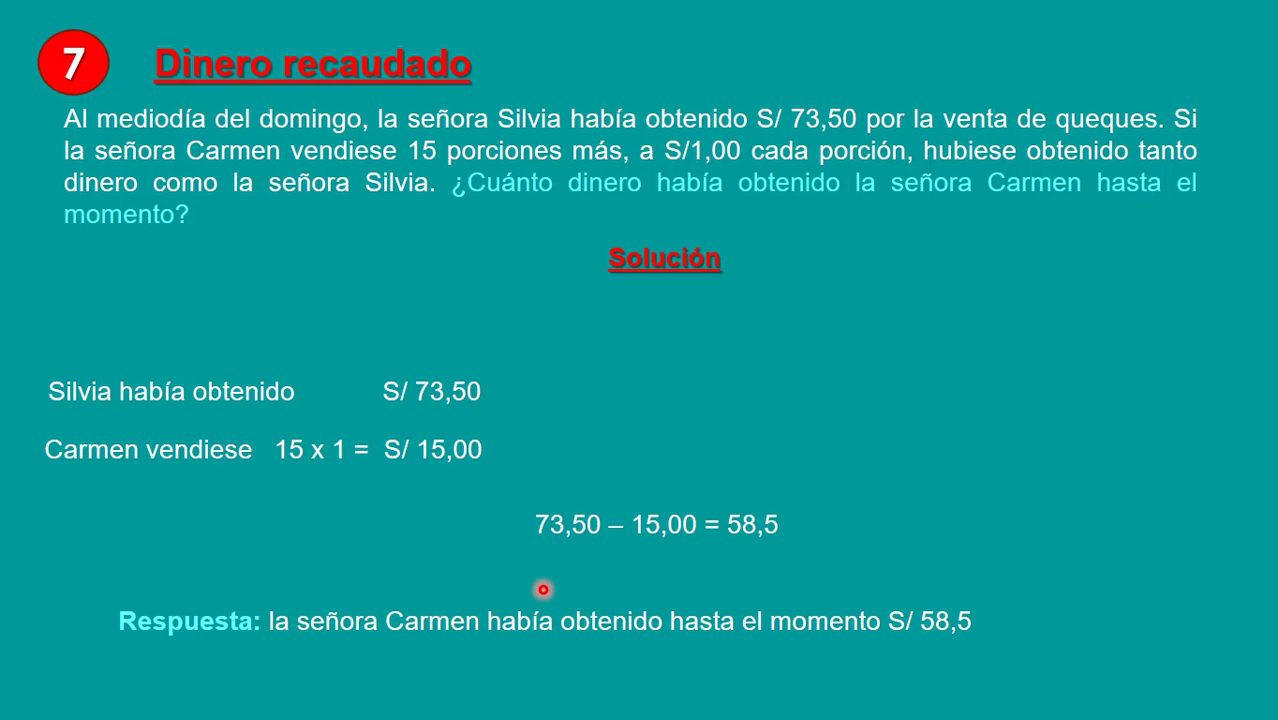 7 Dinero recaudado
Al mediodía del domingo, la señora Silvia había obtenido S/ 73,50 por la venta de queques. Si
la señora Carmen vendiese 15 porciones más, a S/1,00 cada porción, hubiese obtenido tanto
dinero como la señora Silvia. ¿Cuánto dinero había obtenido la señora Carmen hasta el
momento?
Solución
Silvia había obtenido S/ 73,50
Carmen vendiese 15 x 1 = S/ 15,00
73,50 – 15,00 = 58,5
Respuesta: la señora Carmen había obtenido hasta el momento S/ 58,5